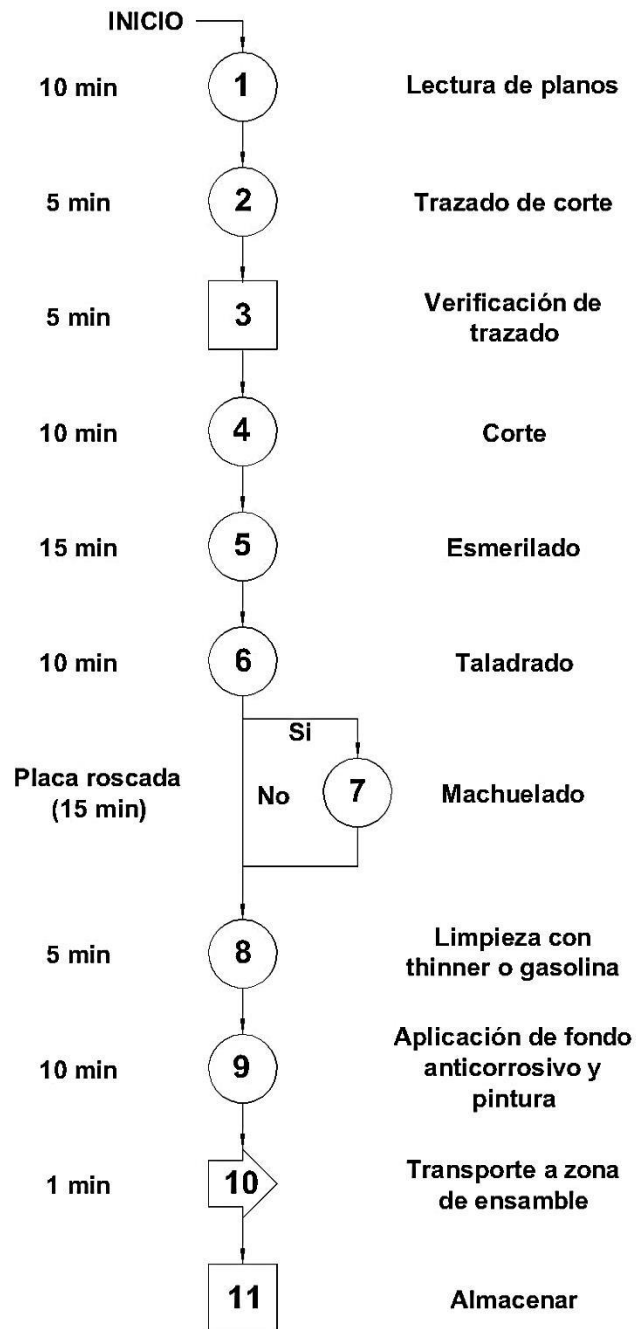 INICIO
10 min
1
Lectura de planos
5 min
2
Trazado de corte
5 min
3
Verificación de
trazado
10 min
4
Corte
15 min
5
Esmerilado
10 min
6
Taladrado
Si
Placa roscada
(15 min)
No
7
Machuelado
5 min
8
Limpieza con
thinner o gasolina
10 min
9
Aplicación de fondo
anticorrosivo y
pintura
1 min
10
Transporte a zona
de ensamble
11
Almacenar